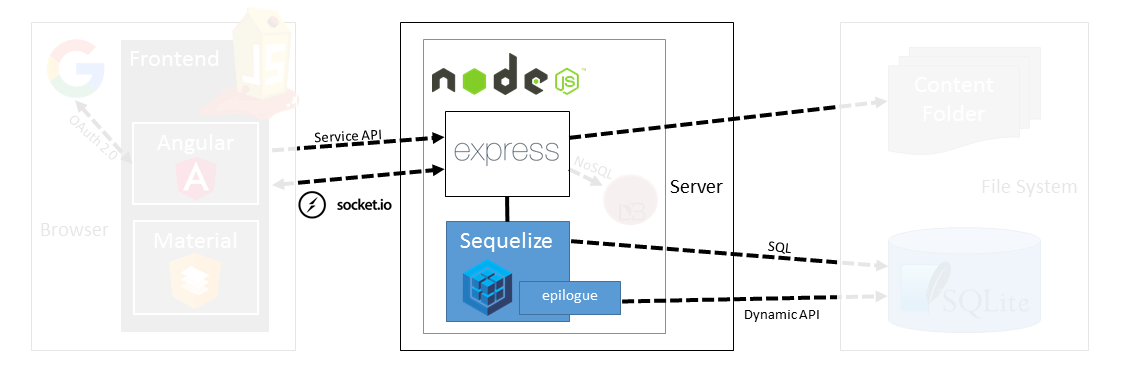 Frontend
JS
OAuth 2.0
Angular
A
Material
Browser
Service API
socket.io
node
JS
™
express
NoSQL
DB
Server
Sequelize
epilogue
SQL
Dynamic API
Content
Folder
File System
SQLite